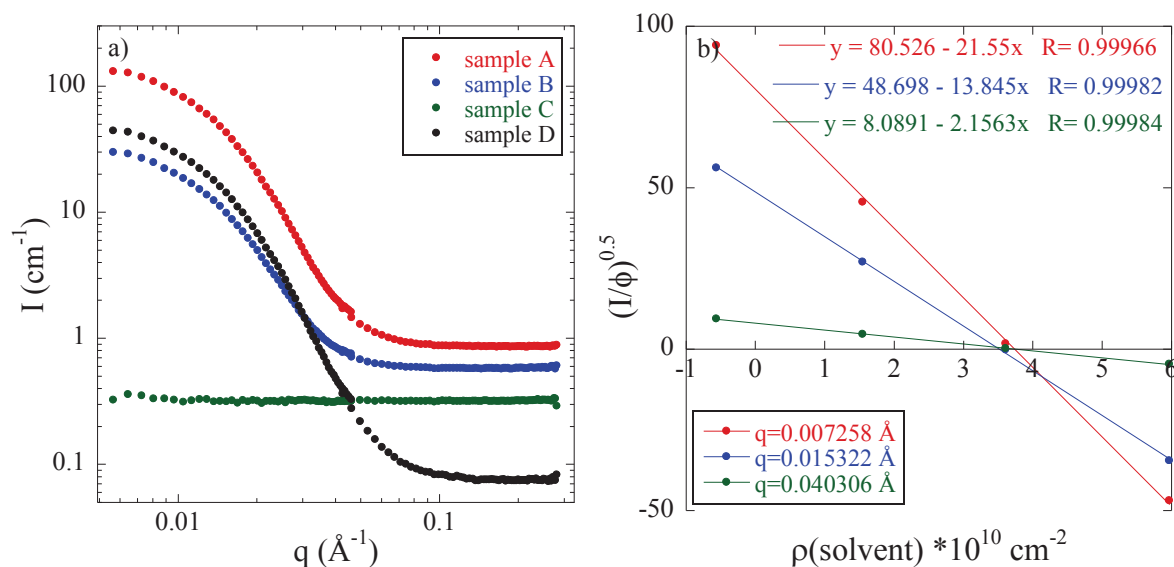 a)
sample A
sample B
sample C
sample D
100
10
1
0.1
I (cm⁻¹)
0.01
0.1
q (Å⁻¹)
b)
y = 80.526 - 21.55x R= 0.99966
y = 48.698 - 13.845x R= 0.99982
y = 8.0891 - 2.1563x R= 0.99984
100
50
0
-50
(I/ϕ)⁰·⁵
-1 0 1 2 3 4 5 6
q=0.007258 Å
q=0.015322 Å
q=0.040306 Å
ρ(solvent) *10¹⁰ cm⁻²